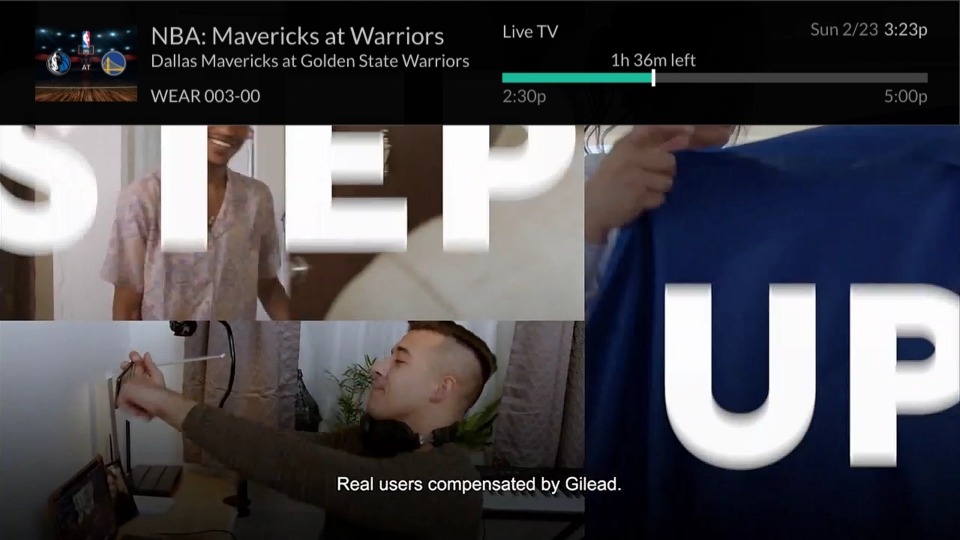 NBA: Mavericks at Warriors
Dallas Mavericks at Golden State Warriors
WEAR 003-00
Live TV
Sun 2/23 3:23p
1h 36m left
2:30p
5:00p
AT
STEP
UP
Real users compensated by Gilead.